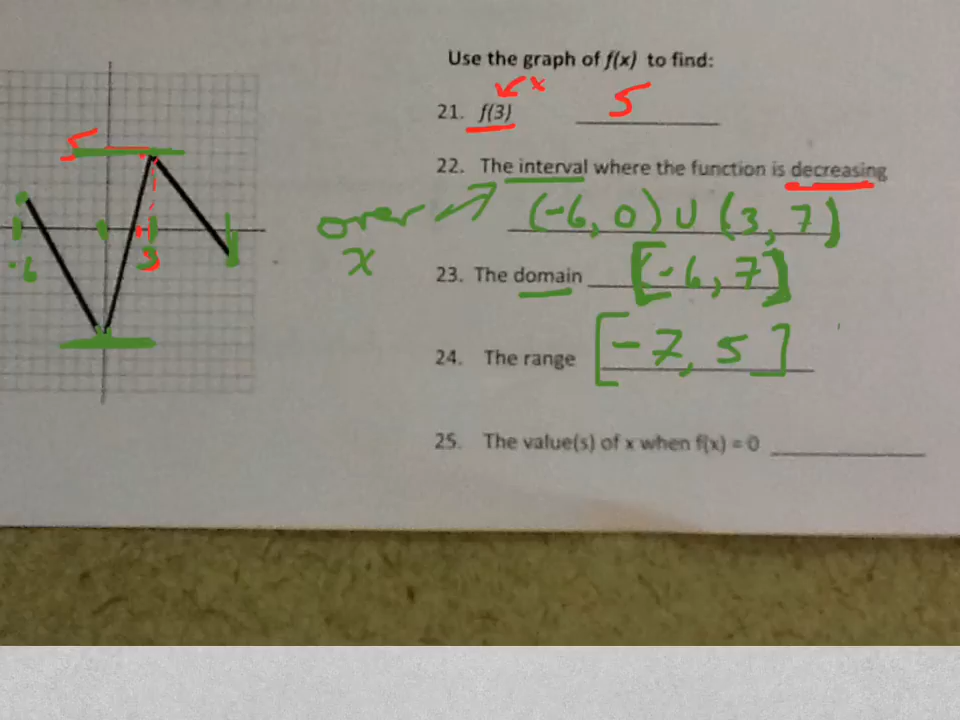 Use the graph of f(x) to find:
x
21. f(3) 5
5
22. The interval where the function is decreasing
over
x
(-6, 0) U (3, 7)
-6
3
23. The domain [-6, 7]
24. The range [-7, 5]
25. The value(s) of x when f(x) = 0